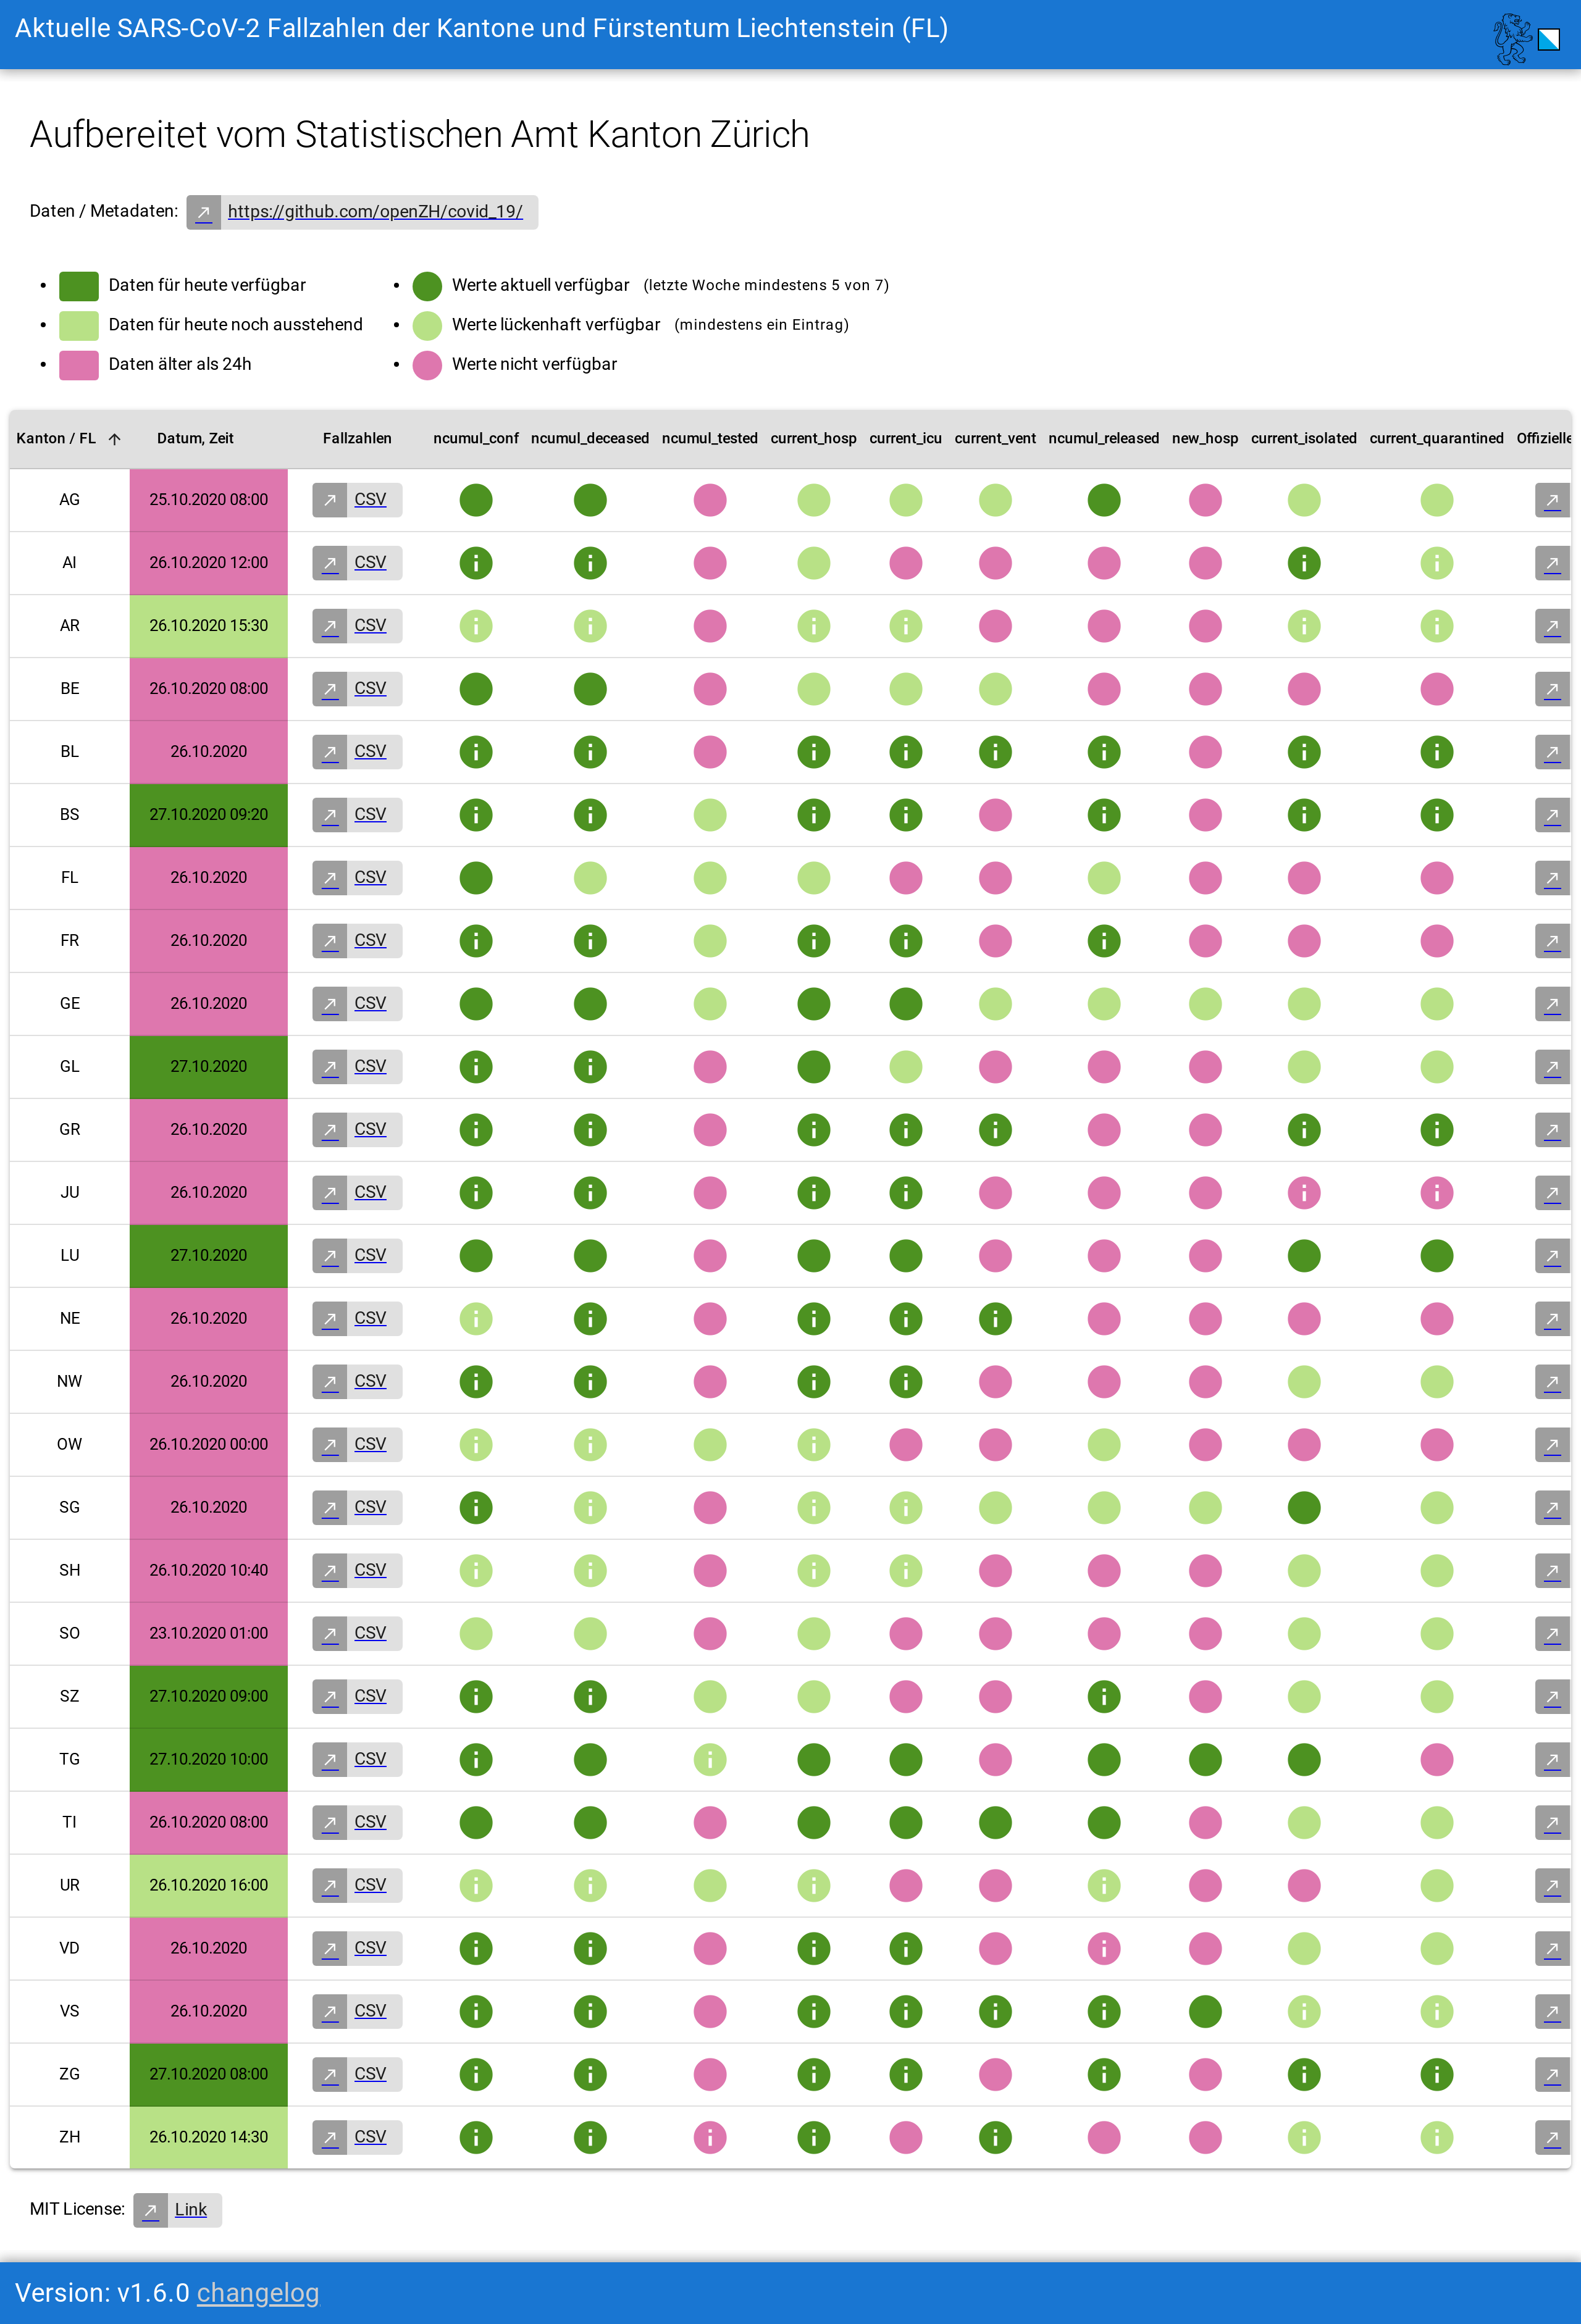 Aktuelle SARS-CoV-2 Fallzahlen der Kantone und Fürstentum Liechtenstein (FL)
Aufbereitet vom Statistischen Amt Kanton Zürich
Daten / Metadaten: https://github.com/openZH/covid_19/
Daten für heute verfügbar
Daten für heute noch ausstehend
Daten älter als 24h
Werte aktuell verfügbar (letzte Woche mindestens 5 von 7)
Werte lückenhaft verfügbar (mindestens ein Eintrag)
Werte nicht verfügbar
Kanton / FL Datum, Zeit Fallzahlen ncumul_conf ncumul_deceased ncumul_tested current_hosp current_icu current_vent ncumul_released new_hosp current_isolated current_quarantined Offizielle
AG 25.10.2020 08:00 CSV
AI 26.10.2020 12:00 CSV
AR 26.10.2020 15:30 CSV
BE 26.10.2020 08:00 CSV
BL 26.10.2020 CSV
BS 27.10.2020 09:20 CSV
FL 26.10.2020 CSV
FR 26.10.2020 CSV
GE 26.10.2020 CSV
GL 27.10.2020 CSV
GR 26.10.2020 CSV
JU 26.10.2020 CSV
LU 27.10.2020 CSV
NE 26.10.2020 CSV
NW 26.10.2020 CSV
OW 26.10.2020 00:00 CSV
SG 26.10.2020 CSV
SH 26.10.2020 10:40 CSV
SO 23.10.2020 01:00 CSV
SZ 27.10.2020 09:00 CSV
TG 27.10.2020 10:00 CSV
TI 26.10.2020 08:00 CSV
UR 26.10.2020 16:00 CSV
VD 26.10.2020 CSV
VS 26.10.2020 CSV
ZG 27.10.2020 08:00 CSV
ZH 26.10.2020 14:30 CSV
MIT License: Link
Version: v1.6.0 changelog